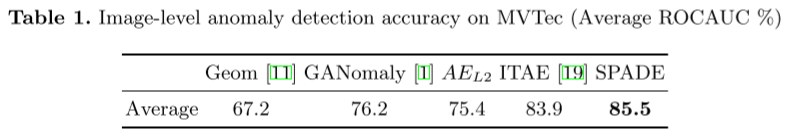 Table 1. Image-level anomaly detection accuracy on MVTec (Average ROCAUC %)
Geom [11] GANomaly [1] AE_{L2} ITAE [19] SPADE
Average 67.2 76.2 75.4 83.9 85.5